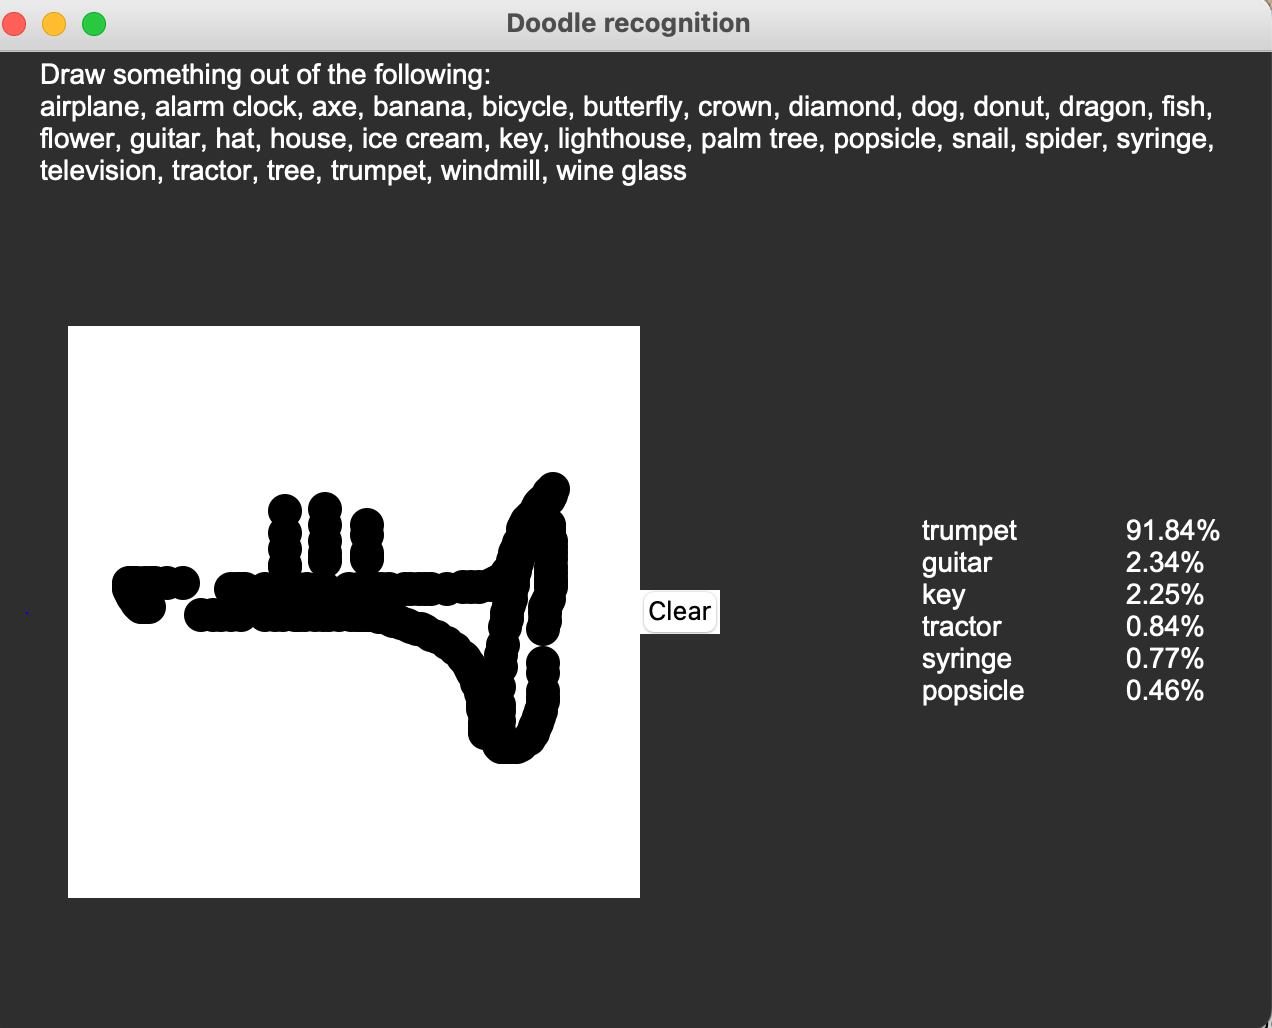 Doodle recognition
Draw something out of the following:
airplane, alarm clock, axe, banana, bicycle, butterfly, crown, diamond, dog, donut, dragon, fish,
flower, guitar, hat, house, ice cream, key, lighthouse, palm tree, popsicle, snail, spider, syringe,
television, tractor, tree, trumpet, windmill, wine glass
Clear
trumpet 91.84%
guitar 2.34%
key 2.25%
tractor 0.84%
syringe 0.77%
popsicle 0.46%